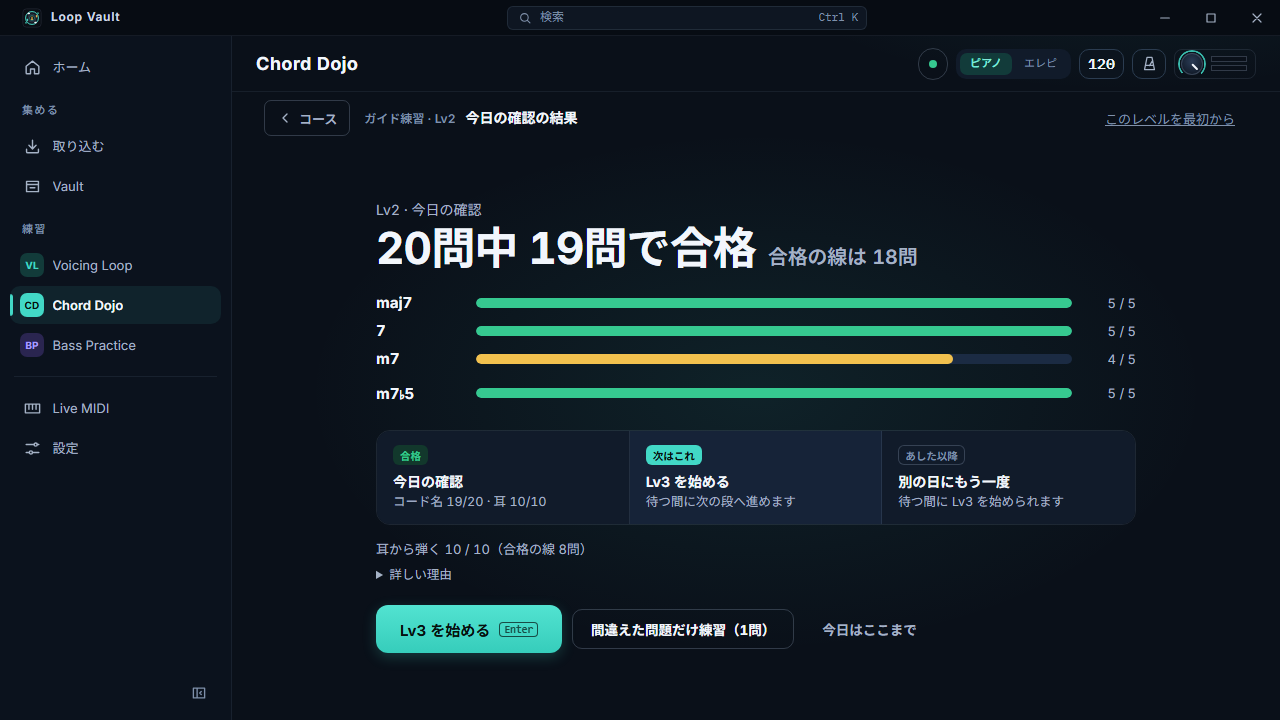 Loop Vault
検索
Ctrl K
ホーム
集める
取り込む
Vault
練習
VL Voicing Loop
CD Chord Dojo
BP Bass Practice
Live MIDI
設定
Chord Dojo
ピアノ
エレピ
120
コース
ガイド練習 · Lv2 今日の確認の結果
このレベルを最初から
Lv2 · 今日の確認
20問中 19問で合格 合格の線は 18問
maj7 5 / 5
7 5 / 5
m7 4 / 5
m7♭5 5 / 5
合格
今日の確認
コード名 19/20 · 耳 10/10
次はこれ
Lv3 を始める
待つ間に次の段へ進めます
あした以降
別の日にもう一度
待つ間に Lv3 を始められます
耳から弾く 10 / 10（合格の線 8問）
▶ 詳しい理由
Lv3 を始める Enter
間違えた問題だけ練習（1問）
今日はここまで